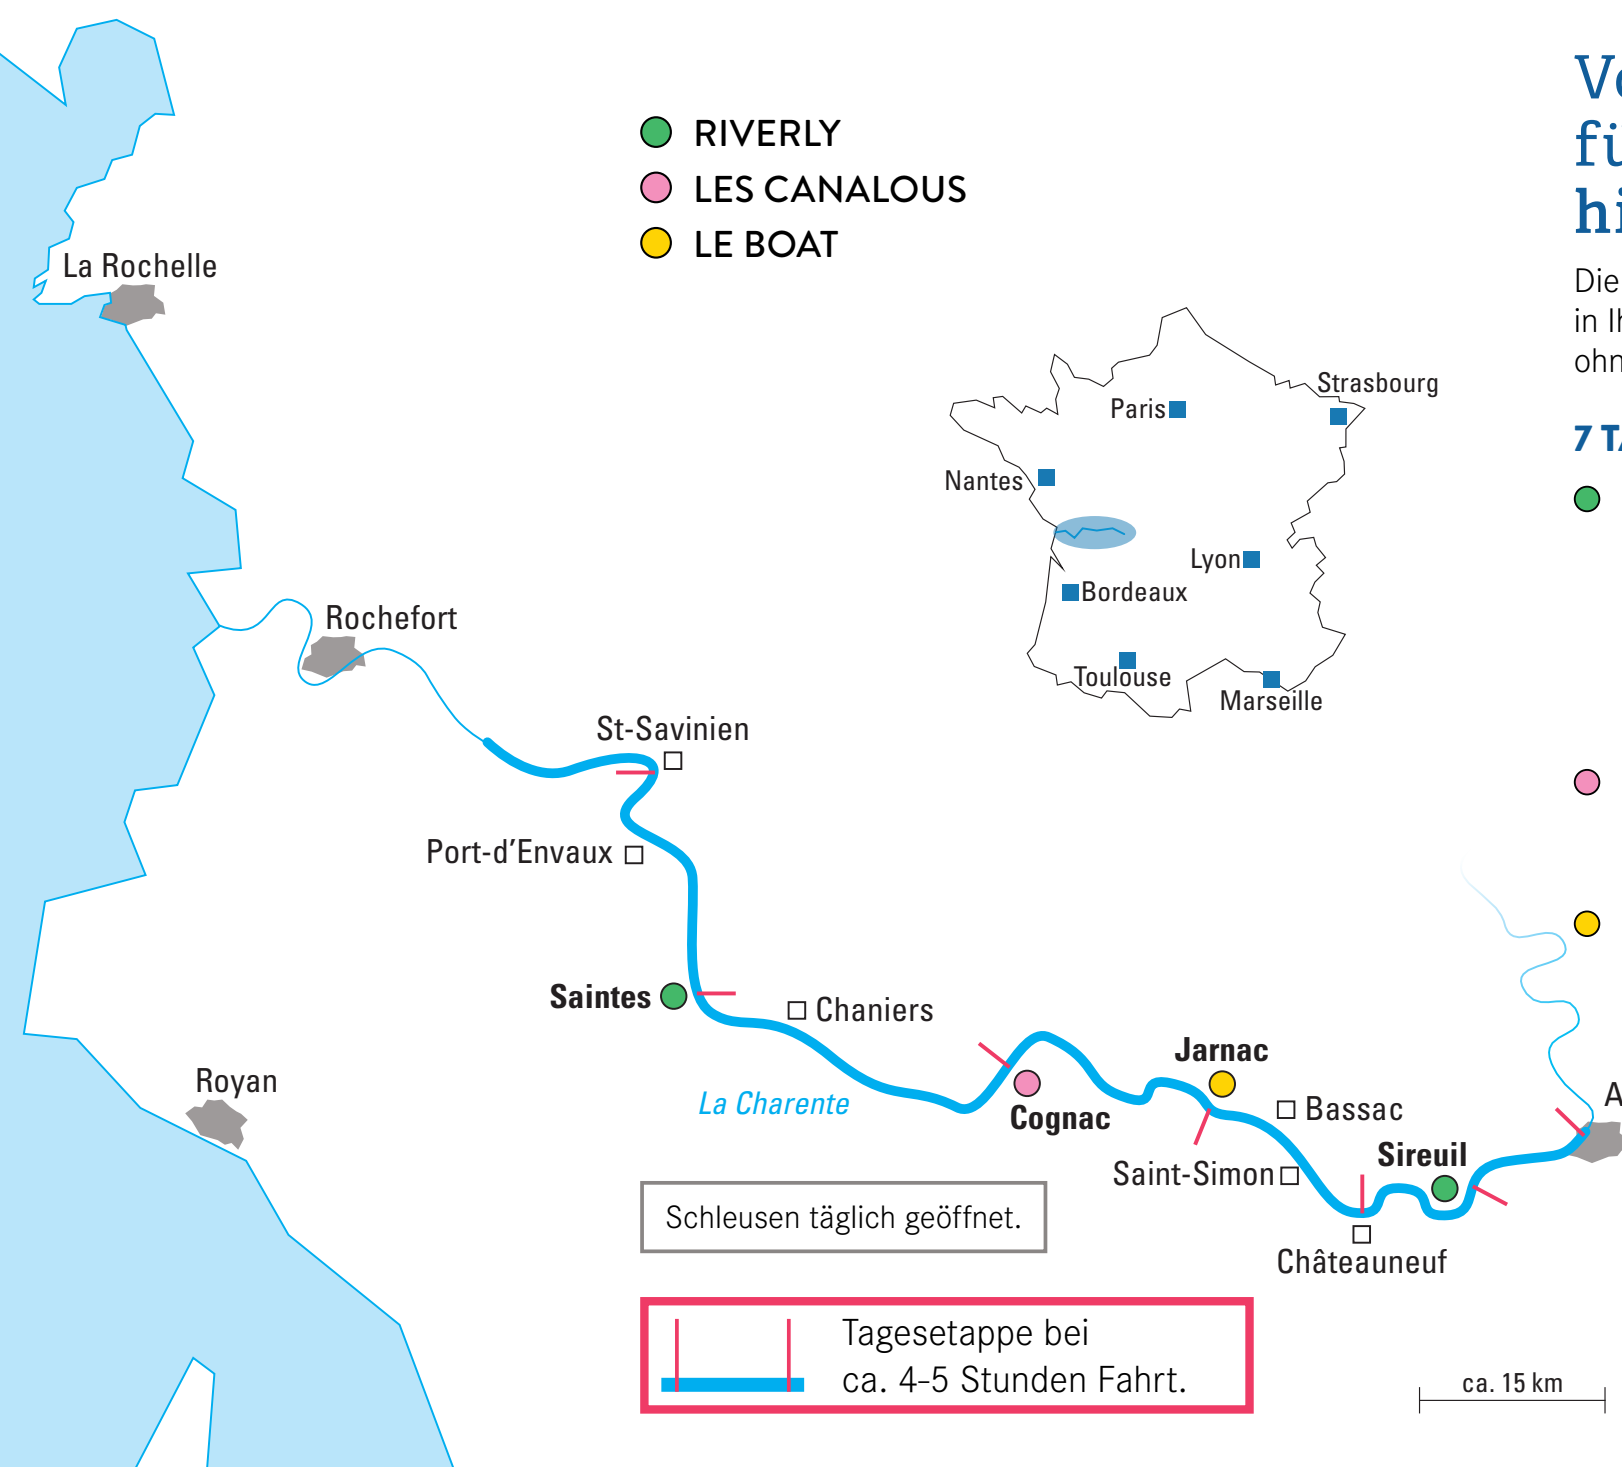 RIVERLY
LES CANALOUS
LE BOAT
La Rochelle
Strasbourg
Paris
Nantes
Lyon
Bordeaux
Toulouse
Marseille
Rochefort
St-Savinien
Port-d'Envaux
Saintes
Chaniers
La Charente
Cognac
Jarnac
Bassac
Saint-Simon
Sireuil
Châteauneuf
Royan
Schleusen täglich geöffnet.
Tagesetappe bei
ca. 4-5 Stunden Fahrt.
ca. 15 km
Die